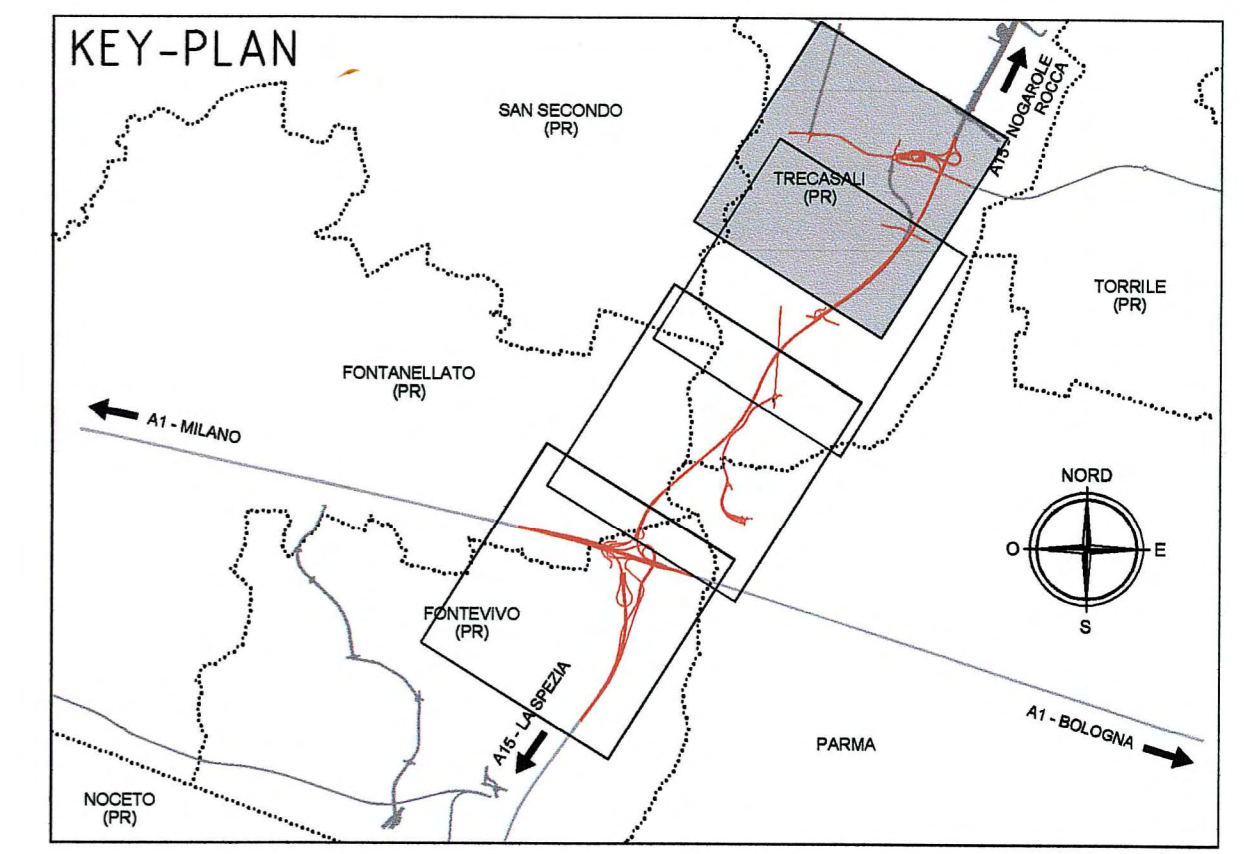 KEY-PLAN
SAN SECONDO
(PR)
A15 - NOGAROLE
ROCCA
TRECASALI
(PR)
TORRILE
(PR)
FONTANELLATO
(PR)
A1 - MILANO
NORD
O
E
S
FONTEVIVO
(PR)
A15 - LA SPEZIA
A1 - BOLOGNA
PARMA
NOCETO
(PR)